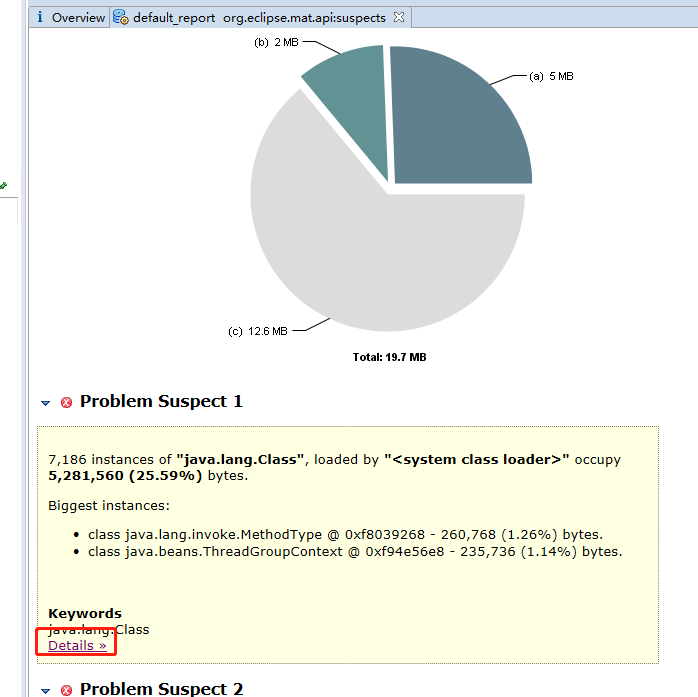 i Overview default_report org.eclipse.mat.api:suspects
(b) 2 MB
(a) 5 MB
(c) 12.6 MB
Total: 19.7 MB
Problem Suspect 1
7,186 instances of "java.lang.Class", loaded by "<system class loader>" occupy
5,281,560 (25.59%) bytes.
Biggest instances:
• class java.lang.invoke.MethodType @ 0xf8039268 - 260,768 (1.26%) bytes.
• class java.beans.ThreadGroupContext @ 0xf94e56e8 - 235,736 (1.14%) bytes.
Keywords
java.lang.Class
Details »
Problem Suspect 2